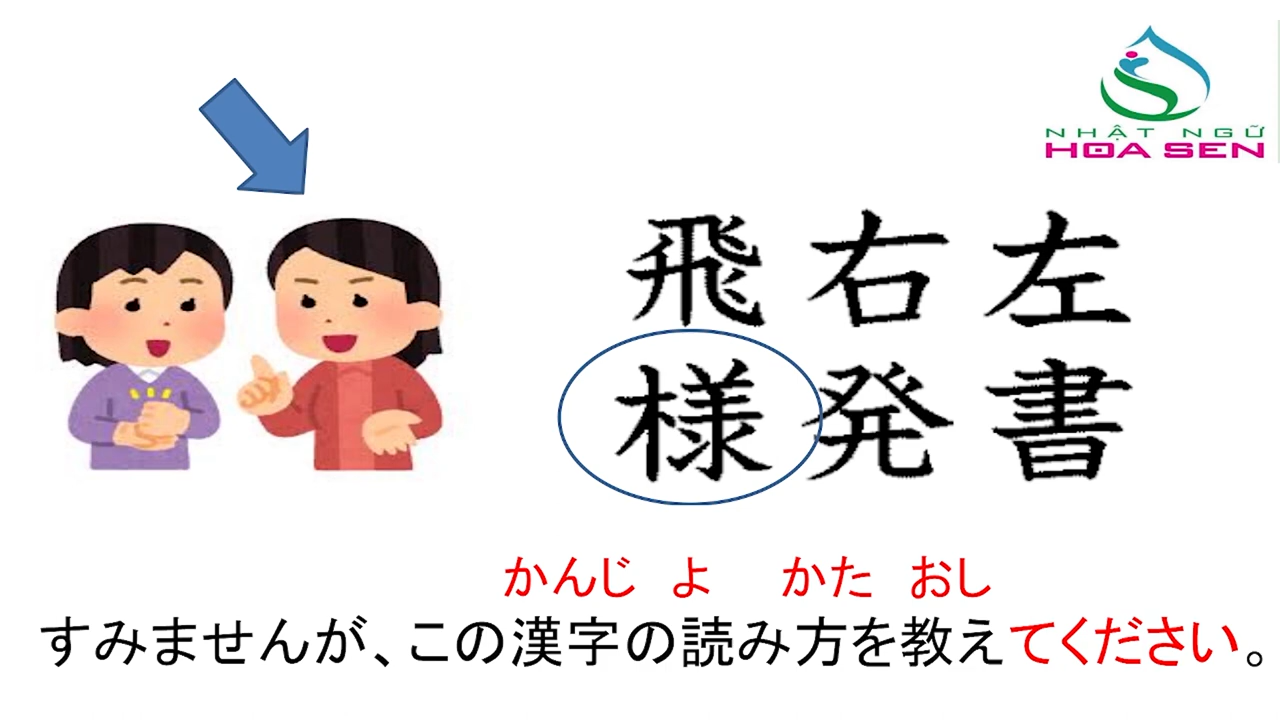 NHẬT NGỮ
HOA SEN
飛 右 左
様 発 書
かんじ よ かた おし
すみませんが、この漢字の読み方を教えてください。